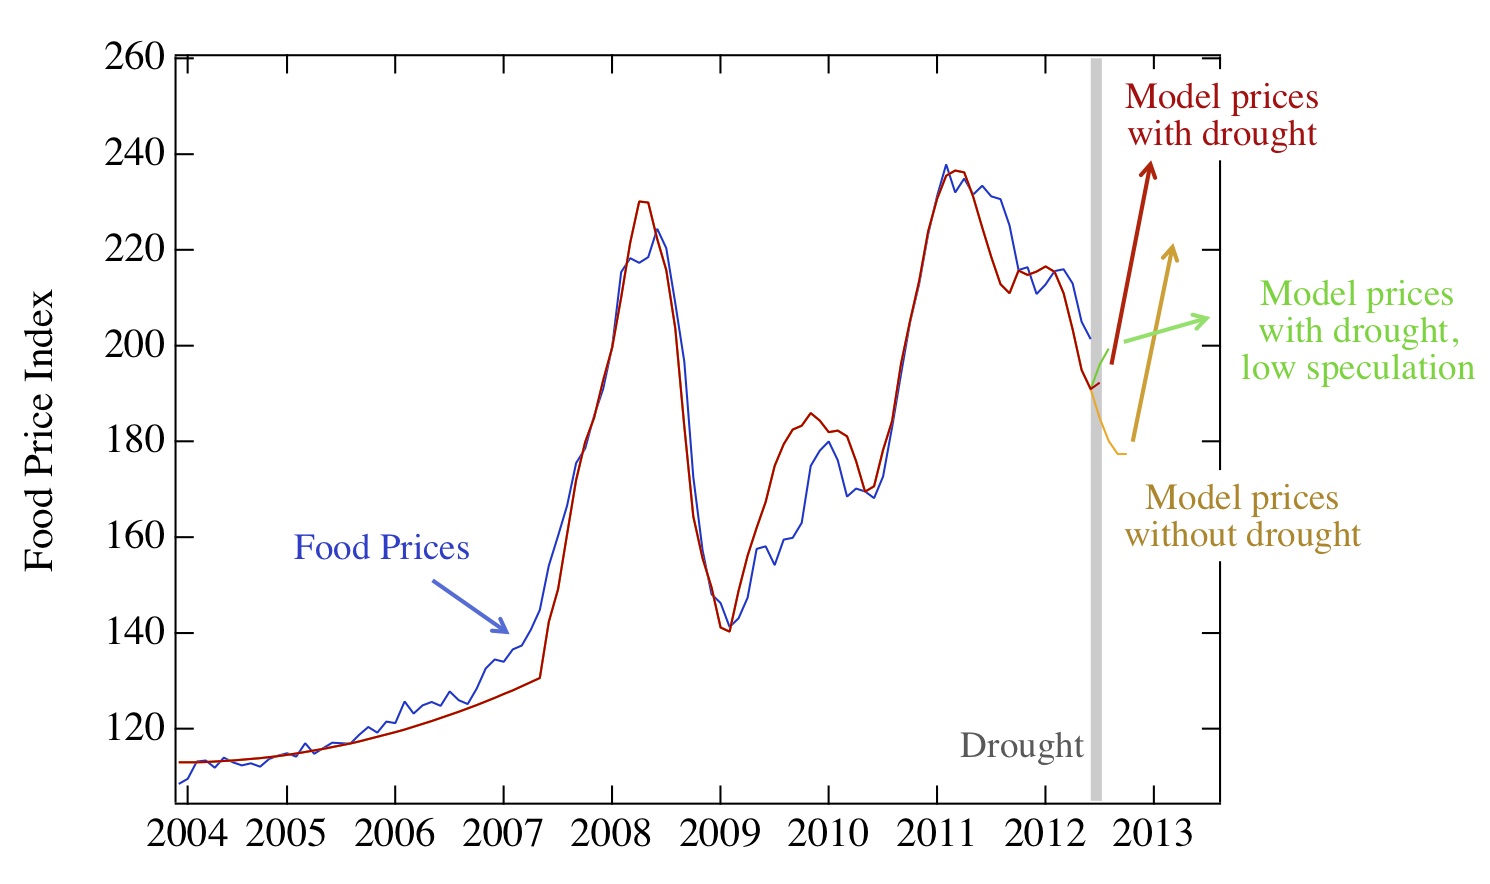 260
240
220
200
180
160
140
120
Food Price Index
2004 2005 2006 2007 2008 2009 2010 2011 2012 2013
Food Prices
Drought
Model prices
with drought
Model prices
with drought,
low speculation
Model prices
without drought